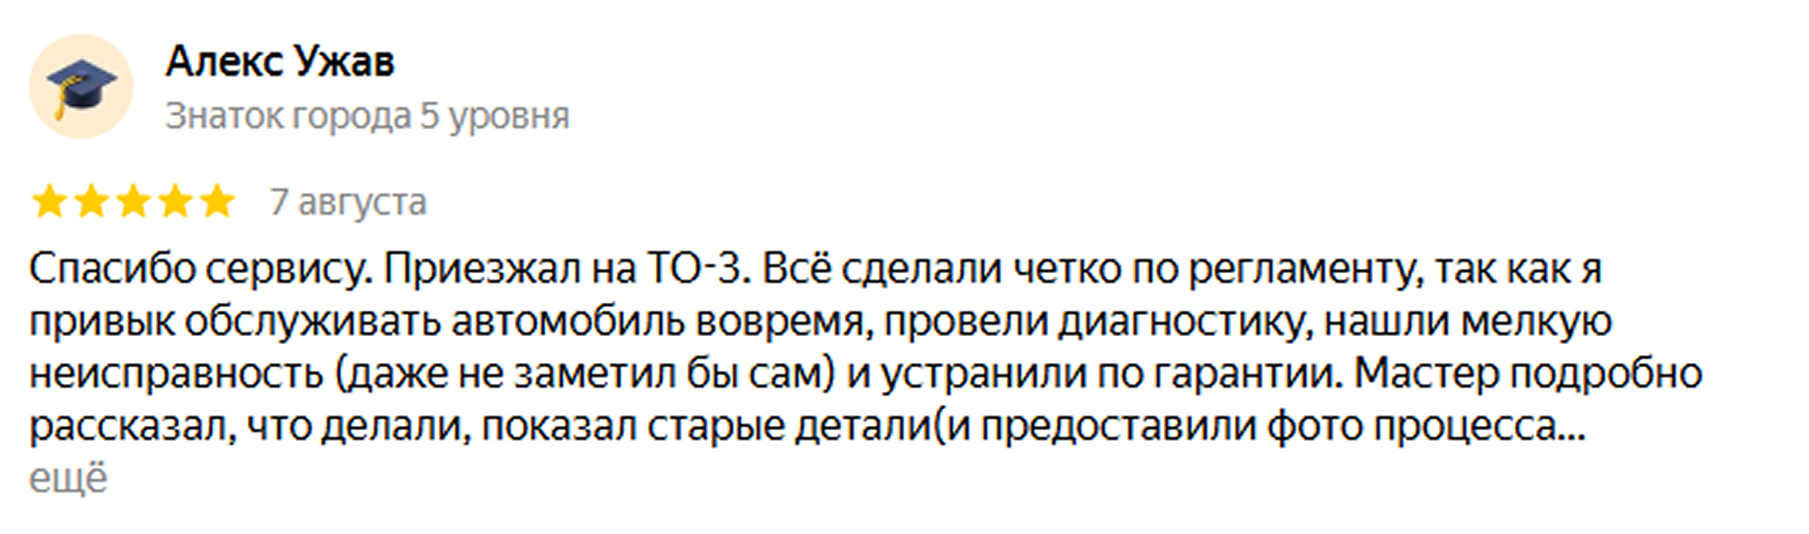 Алекс Ужав
Знаток города 5 уровня
7 августа
Спасибо сервису. Приезжал на ТО-3. Всё сделали четко по регламенту, так как я
привык обслуживать автомобиль вовремя, провели диагностику, нашли мелкую
неисправность (даже не заметил бы сам) и устранили по гарантии. Мастер подробно
рассказал, что делали, показал старые детали(и предоставили фото процесса...
ещё